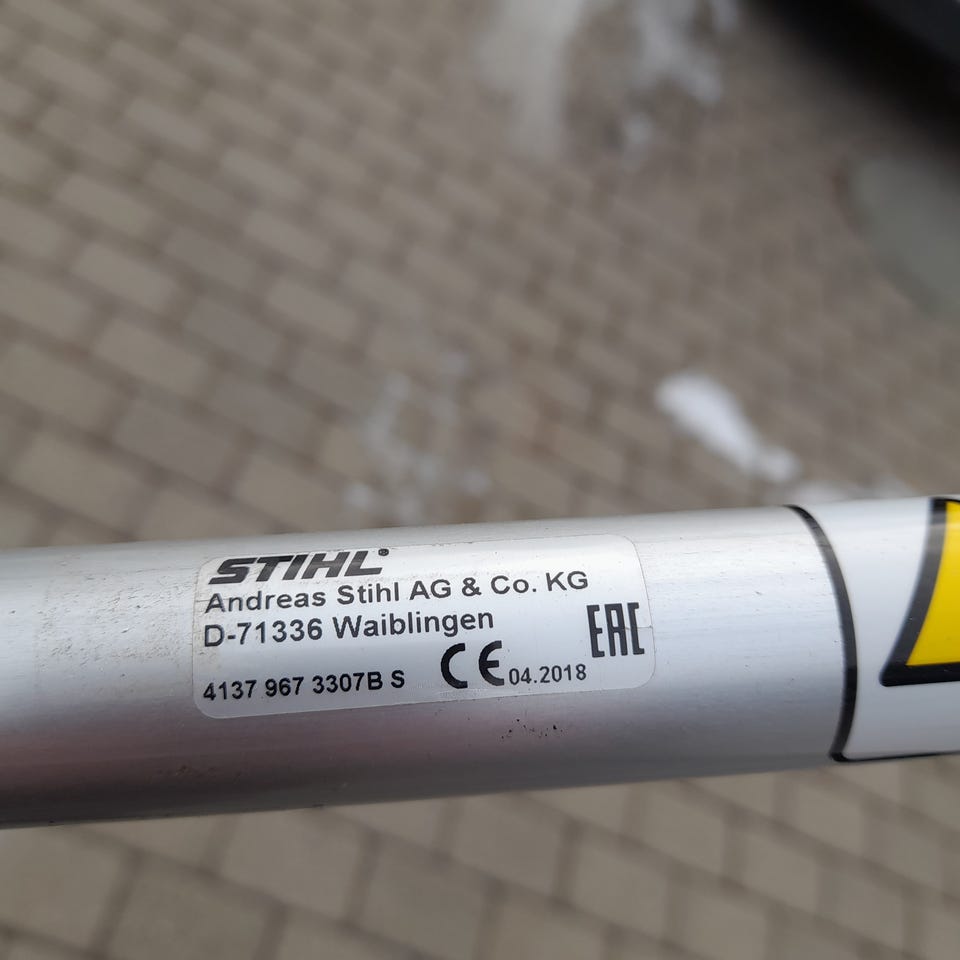 STIHL®
Andreas Stihl AG & Co. KG
D-71336 Waiblingen
4137 967 3307B S CE 04.2018 EAC